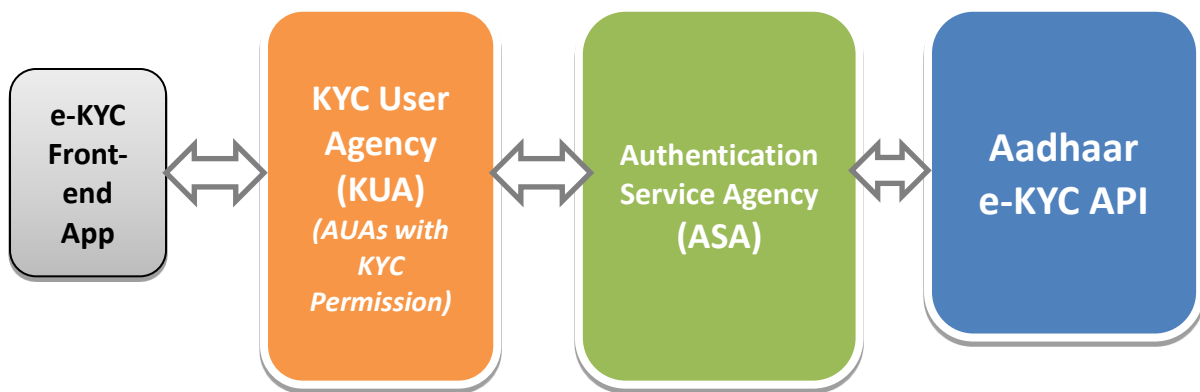 e-KYC
Front-
end
App
KYC User
Agency
(KUA)
(AUAs with
KYC
Permission)
Authentication
Service Agency
(ASA)
Aadhaar
e-KYC API